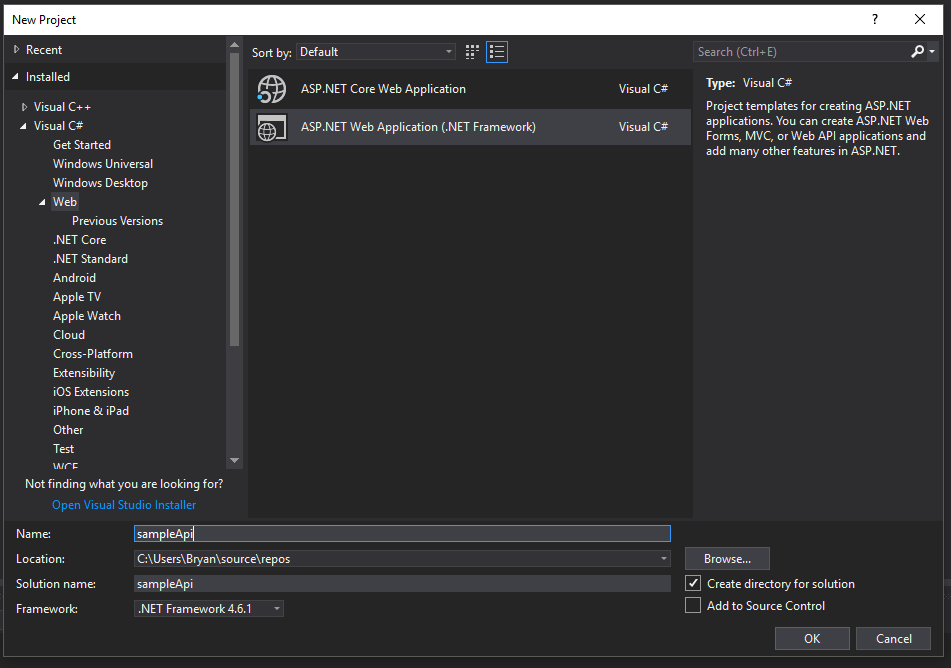 New Project
?
Recent
Installed
Visual C++
Visual C#
Get Started
Windows Universal
Windows Desktop
Web
Previous Versions
.NET Core
.NET Standard
Android
Apple TV
Apple Watch
Cloud
Cross-Platform
Extensibility
iOS Extensions
iPhone & iPad
Other
Test
WCF
Not finding what you are looking for?
Open Visual Studio Installer
Sort by: Default
ASP.NET Core Web Application Visual C#
ASP.NET Web Application (.NET Framework) Visual C#
Search (Ctrl+E)
Type: Visual C#
Project templates for creating ASP.NET
applications. You can create ASP.NET Web
Forms, MVC, or Web API applications and
add many other features in ASP.NET.
Name: sampleApi
Location: C:\Users\Bryan\source\repos
Browse...
Solution name: sampleApi
Create directory for solution
Framework: .NET Framework 4.6.1
Add to Source Control
OK
Cancel